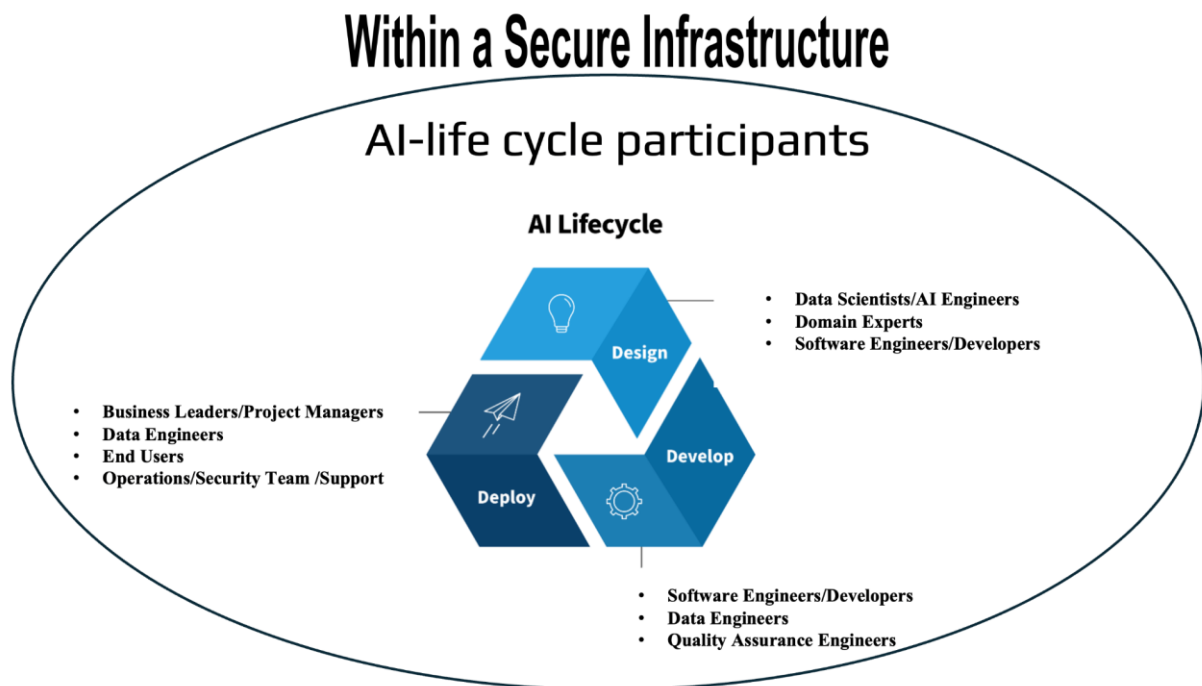 Within a Secure Infrastructure
AI-life cycle participants
AI Lifecycle
Design
• Data Scientists/AI Engineers
• Domain Experts
• Software Engineers/Developers
• Business Leaders/Project Managers
• Data Engineers
• End Users
• Operations/Security Team /Support
Develop
Deploy
• Software Engineers/Developers
• Data Engineers
• Quality Assurance Engineers